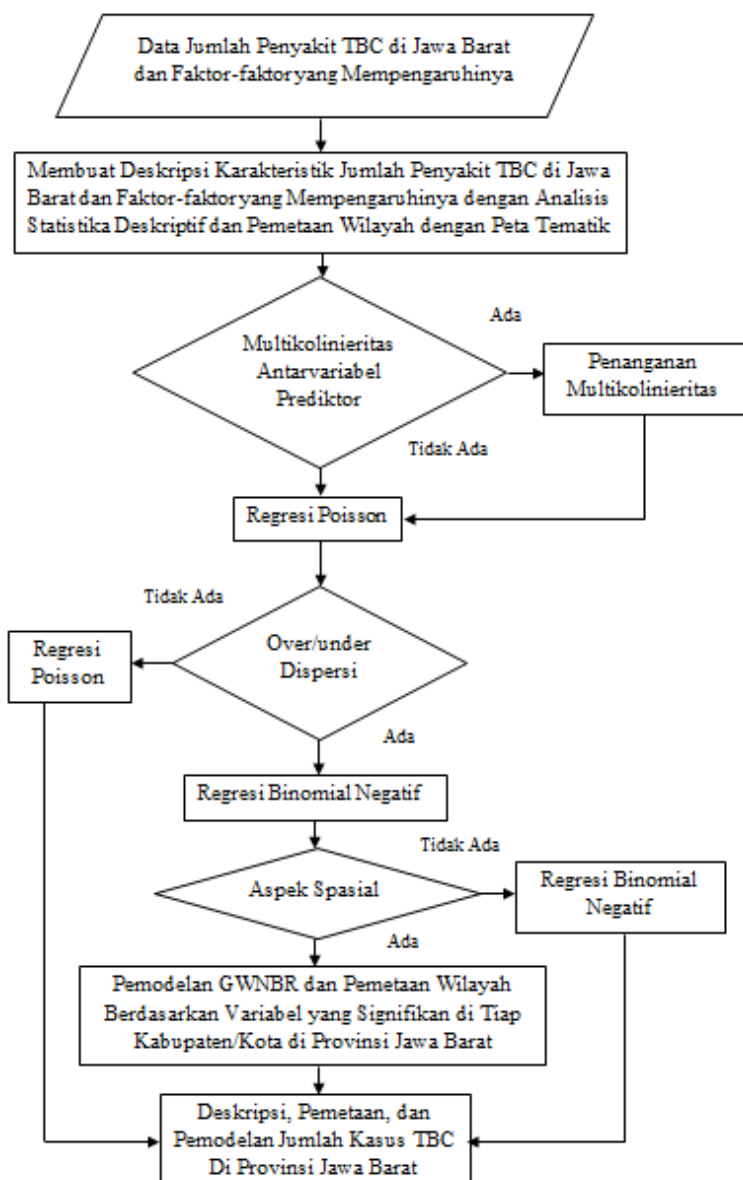 Data Jumlah Penyakit TBC di Jawa Barat
dan Faktor-faktor yang Mempengaruhinya
Membuat Deskripsi Karakteristik Jumlah Penyakit TBC di Jawa
Barat dan Faktor-faktor yang Mempengaruhinya dengan Analisis
Statistika Deskriptif dan Pemetaan Wilayah dengan Peta Tematik
Multikolinieritas
Antarvariabel
Prediktor
Ada
Penanganan
Multikolinieritas
Tidak Ada
Regresi Poisson
Tidak Ada
Over/under
Dispersi
Regresi
Poisson
Ada
Regresi Binomial Negatif
Tidak Ada
Aspek Spasial
Regresi Binomial
Negatif
Ada
Pemodelan GWNBR dan Pemetaan Wilayah
Berdasarkan Variabel yang Signifikan di Tiap
Kabupaten/Kota di Provinsi Jawa Barat
Deskripsi, Pemetaan, dan
Pemodelan Jumlah Kasus TBC
Di Provinsi Jawa Barat